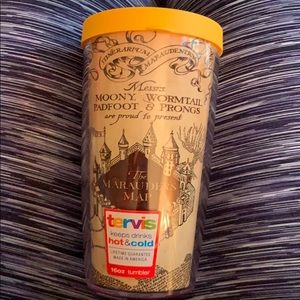 Messrs
MOONY, WORMTAIL
PADFOOT & PRONGS
are proud to present
The
MARAUDER'S
MAP
tervis
keeps drinks
hot&cold
LIFETIME GUARANTEE
MADE IN AMERICA
16oz tumbler